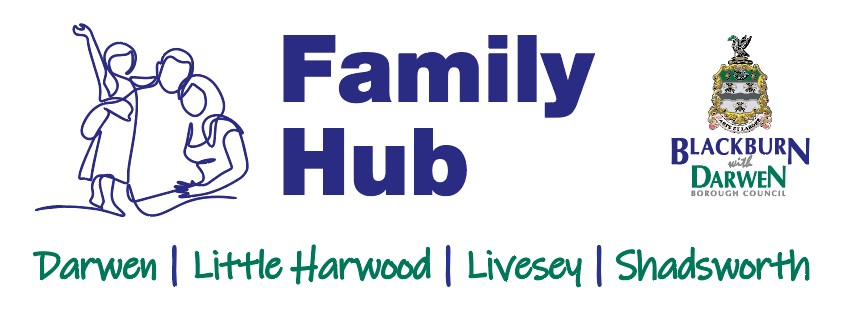 Family
Hub
BLACKBURN
with
DARWEN
BOROUGH COUNCIL
Darwen | Little Harwood | Livesey | Shadsworth